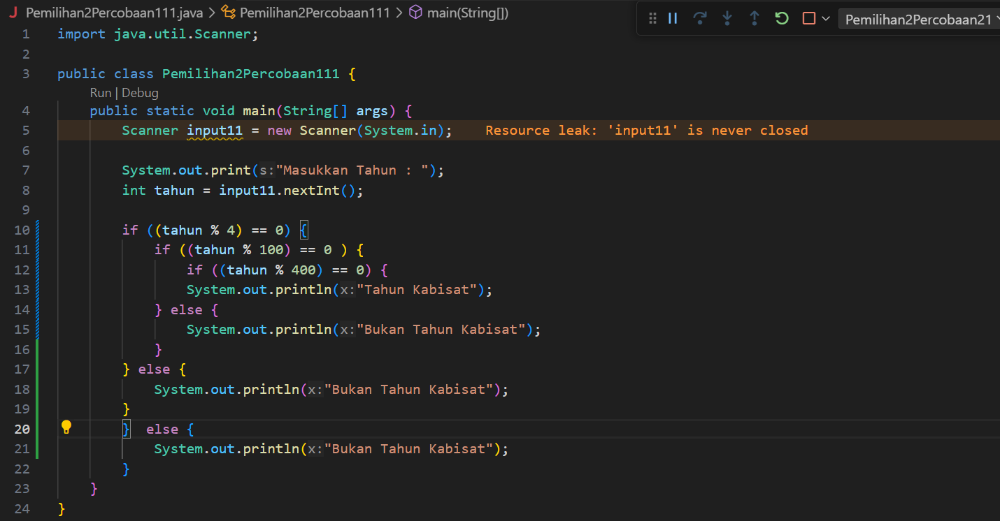 Pemilihan2Percobaan111.java > Pemilihan2Percobaan111 > main(String[])
Pemilihan2Percobaan21
1 import java.util.Scanner;
2
3 public class Pemilihan2Percobaan111 {
Run | Debug
4 public static void main(String[] args) {
5 Scanner input11 = new Scanner(System.in); Resource leak: 'input11' is never closed
6
7 System.out.print(s:"Masukkan Tahun : ");
8 int tahun = input11.nextInt();
9
10 if ((tahun % 4) == 0) {
11 if ((tahun % 100) == 0 ) {
12 if ((tahun % 400) == 0) {
13 System.out.println(x:"Tahun Kabisat");
14 } else {
15 System.out.println(x:"Bukan Tahun Kabisat");
16 }
17 } else {
18 System.out.println(x:"Bukan Tahun Kabisat");
19 }
20 } else {
21 System.out.println(x:"Bukan Tahun Kabisat");
22 }
23 }
24 }